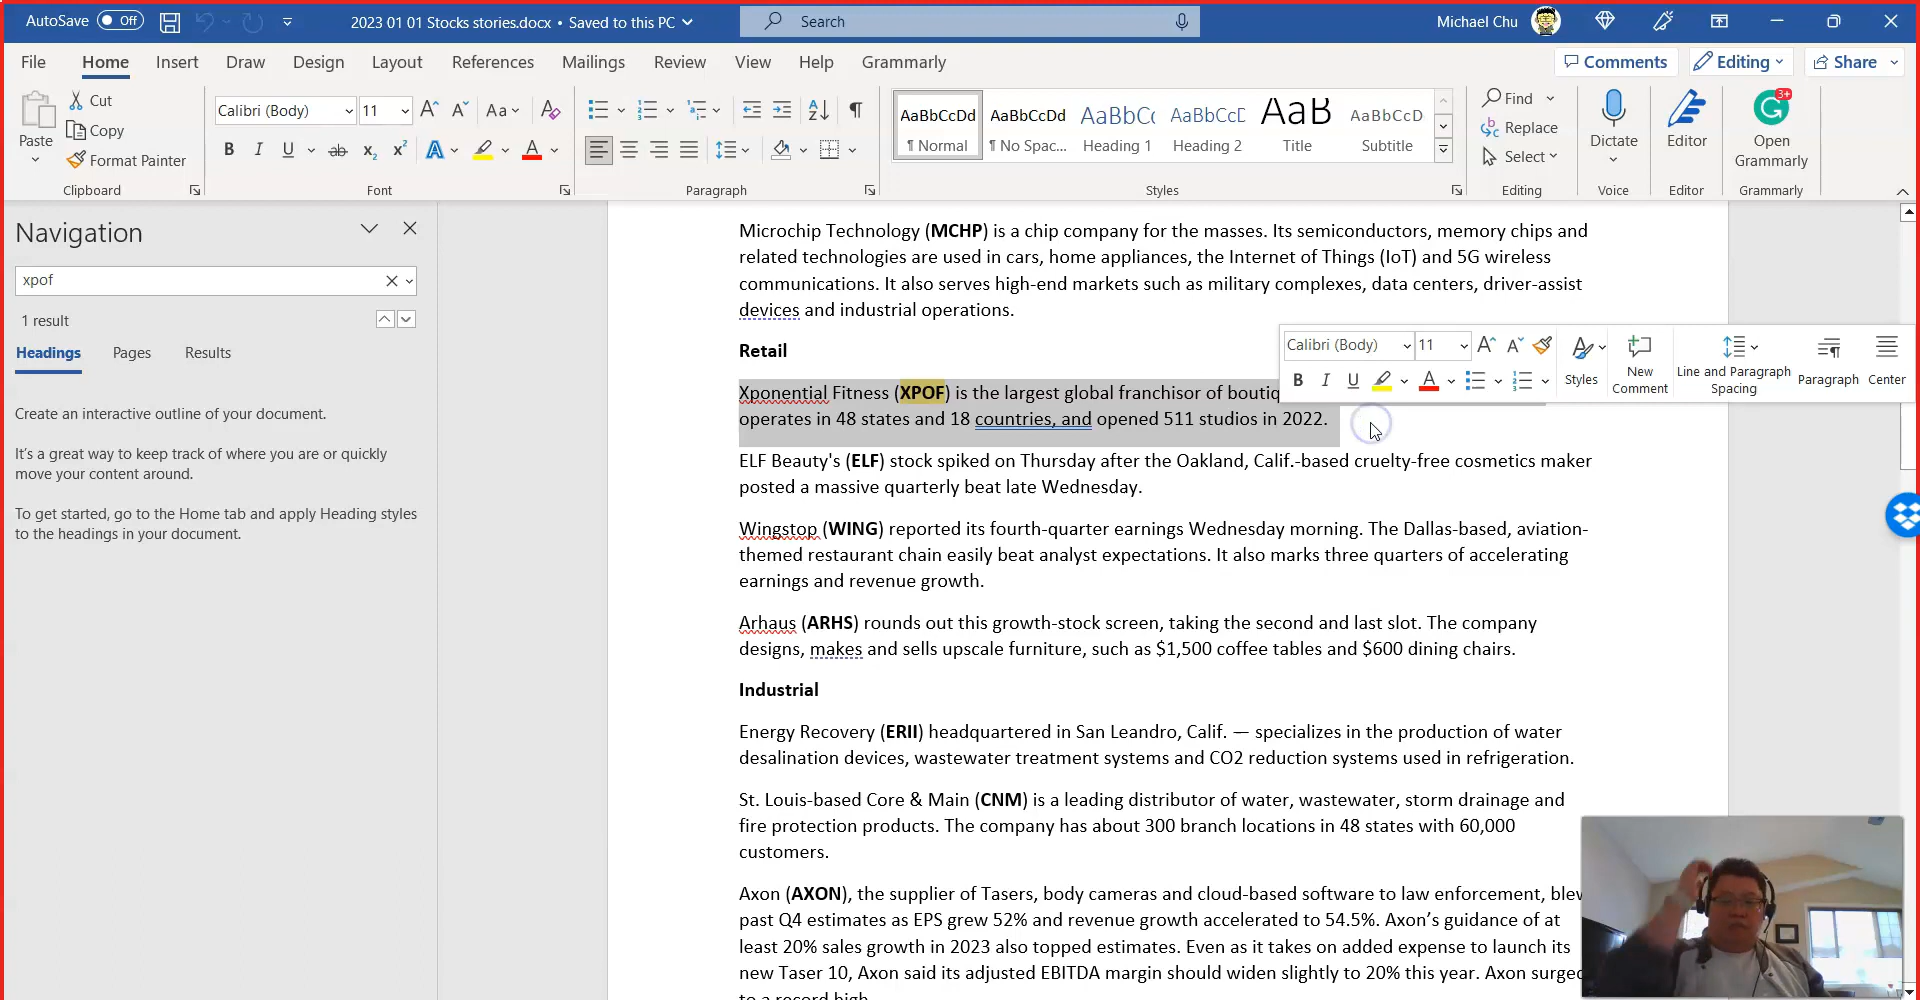 AutoSave Off 2023 01 01 Stocks stories.docx • Saved to this PC Search Michael Chu
File Home Insert Draw Design Layout References Mailings Review View Help Grammarly Comments Editing Share
Paste Cut Copy Format Painter Clipboard
Calibri (Body) 11 Aa B I U ab x₂ x² A A Font
Paragraph
AaBbCcDd AaBbCcDd AaBbCc AaBbCcD AaB AaBbCcD
¶ Normal ¶ No Spac... Heading 1 Heading 2 Title Subtitle
Styles
Find Replace Select Editing
Dictate Voice
Editor Editor
3+ Open Grammarly Grammarly
Navigation
xpof
1 result
Headings Pages Results
Create an interactive outline of your document.
It's a great way to keep track of where you are or quickly
move your content around.
To get started, go to the Home tab and apply Heading styles
to the headings in your document.
Microchip Technology (MCHP) is a chip company for the masses. Its semiconductors, memory chips and
related technologies are used in cars, home appliances, the Internet of Things (IoT) and 5G wireless
communications. It also serves high-end markets such as military complexes, data centers, driver-assist
devices and industrial operations.
Retail
Calibri (Body) 11 B I U A Styles New Comment Line and Paragraph Spacing Paragraph Center
Xponential Fitness (XPOF) is the largest global franchisor of
operates in 48 states and 18 countries, and opened 511 studios in 2022.
ELF Beauty's (ELF) stock spiked on Thursday after the Oakland, Calif.-based cruelty-free cosmetics maker
posted a massive quarterly beat late Wednesday.
Wingstop (WING) reported its fourth-quarter earnings Wednesday morning. The Dallas-based, aviation-
themed restaurant chain easily beat analyst expectations. It also marks three quarters of accelerating
earnings and revenue growth.
Arhaus (ARHS) rounds out this growth-stock screen, taking the second and last slot. The company
designs, makes and sells upscale furniture, such as $1,500 coffee tables and $600 dining chairs.
Industrial
Energy Recovery (ERII) headquartered in San Leandro, Calif. — specializes in the production of water
desalination devices, wastewater treatment systems and CO2 reduction systems used in refrigeration.
St. Louis-based Core & Main (CNM) is a leading distributor of water, wastewater, storm drainage and
fire protection products. The company has about 300 branch locations in 48 states with 60,000
customers.
Axon (AXON), the supplier of Tasers, body cameras and cloud-based software to law enforcement, blew
past Q4 estimates as EPS grew 52% and revenue growth accelerated to 54.5%. Axon's guidance of at
least 20% sales growth in 2023 also topped estimates. Even as it takes on added expense to launch its
new Taser 10, Axon said its adjusted EBITDA margin should widen slightly to 20% this year. Axon surged
to a record high.